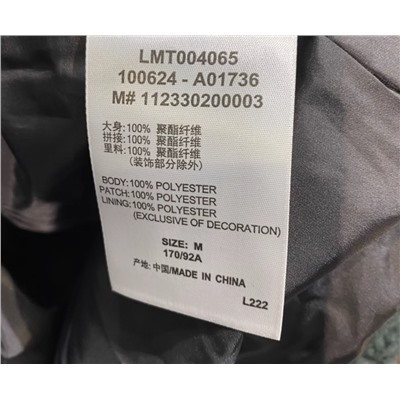 LMT004065
100624 - A01736
M# 112330200003
大身:100% 聚酯纤维
拼接:100% 聚酯纤维
里料:100% 聚酯纤维
(装饰部分除外)
BODY:100% POLYESTER
PATCH:100% POLYESTER
LINING:100% POLYESTER
(EXCLUSIVE OF DECORATION)
SIZE: M
170/92A
产地: 中国/MADE IN CHINA
L222